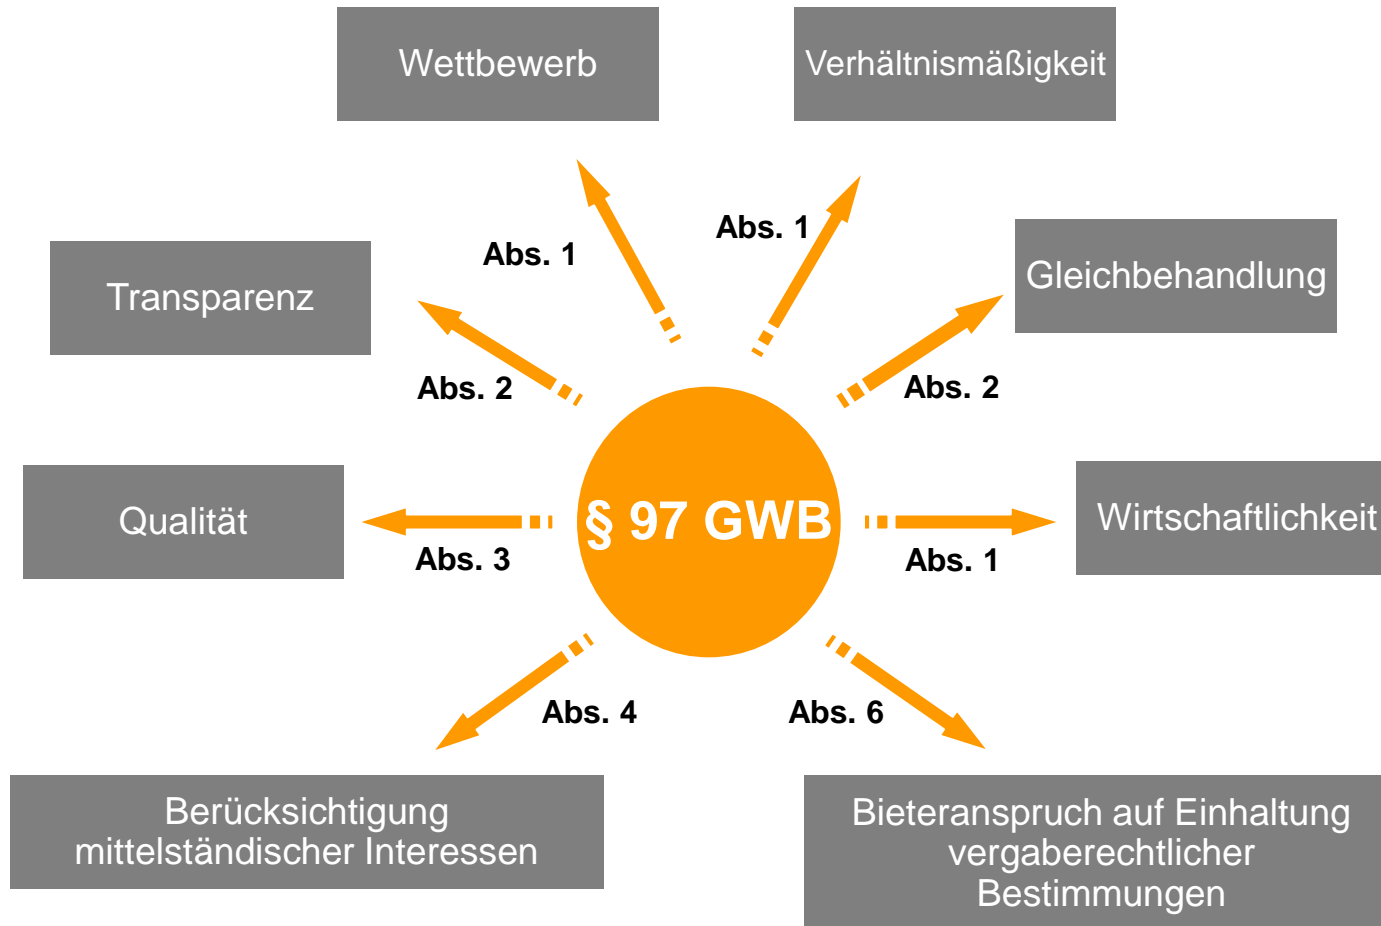 Wettbewerb
Verhältnismäßigkeit
Abs. 1
Abs. 1
Transparenz
Gleichbehandlung
Abs. 2
Abs. 2
Qualität
§ 97 GWB
Wirtschaftlichkeit
Abs. 3
Abs. 1
Abs. 4
Abs. 6
Berücksichtigung
mittelständischer Interessen
Bieteranspruch auf Einhaltung
vergaberechtlicher
Bestimmungen